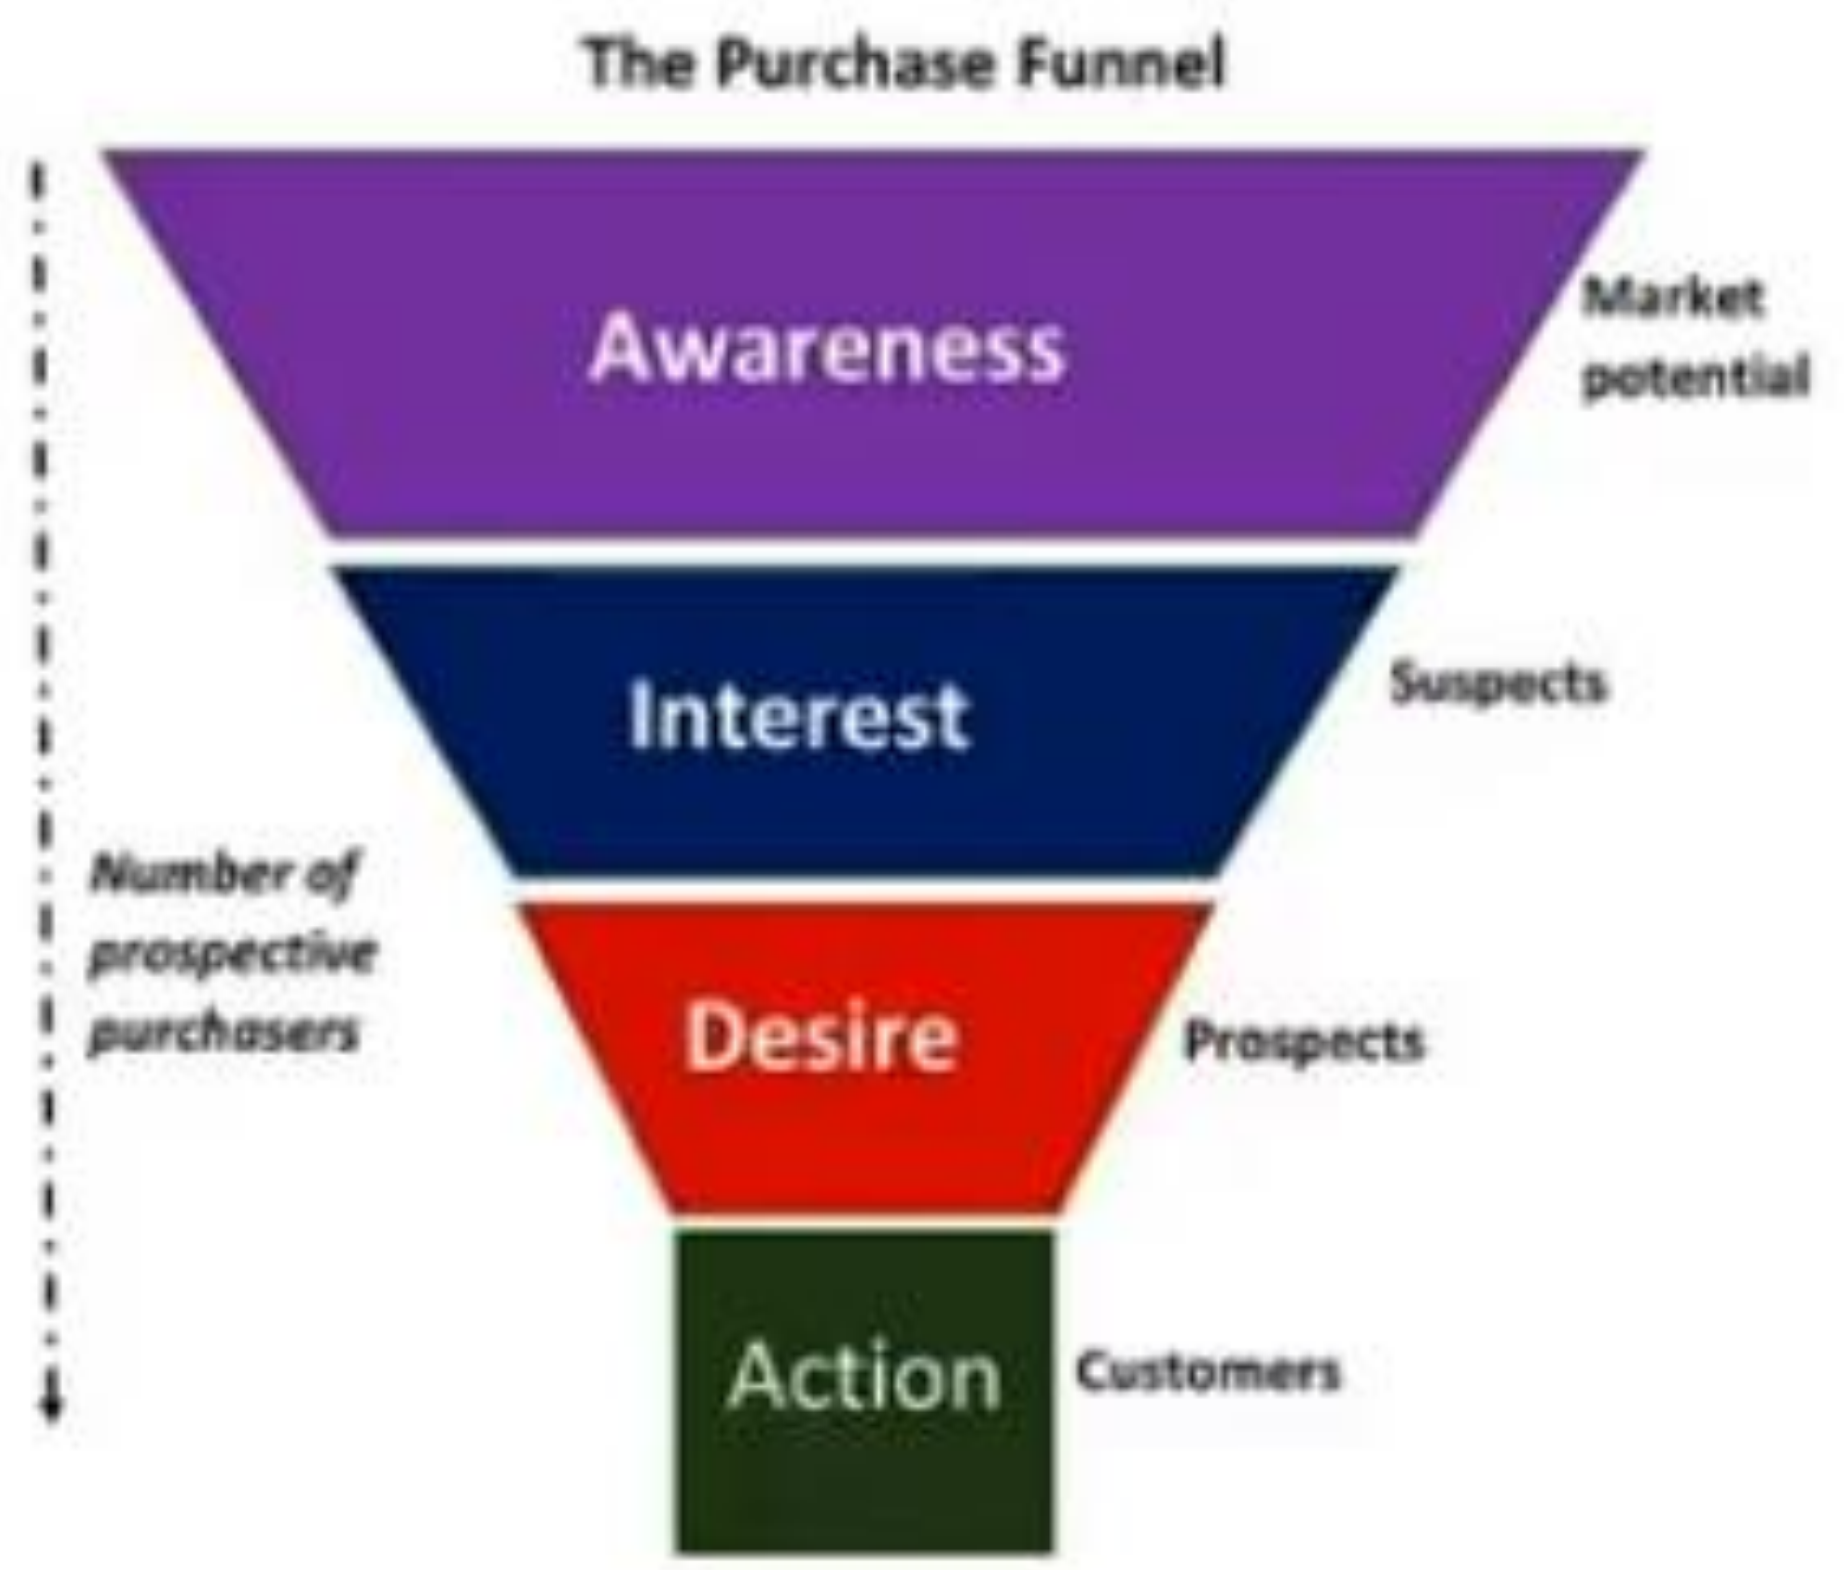 The Purchase Funnel
Awareness
Market
potential
Interest
Suspects
Number of
prospective
purchasers
Desire
Prospects
Action
Customers